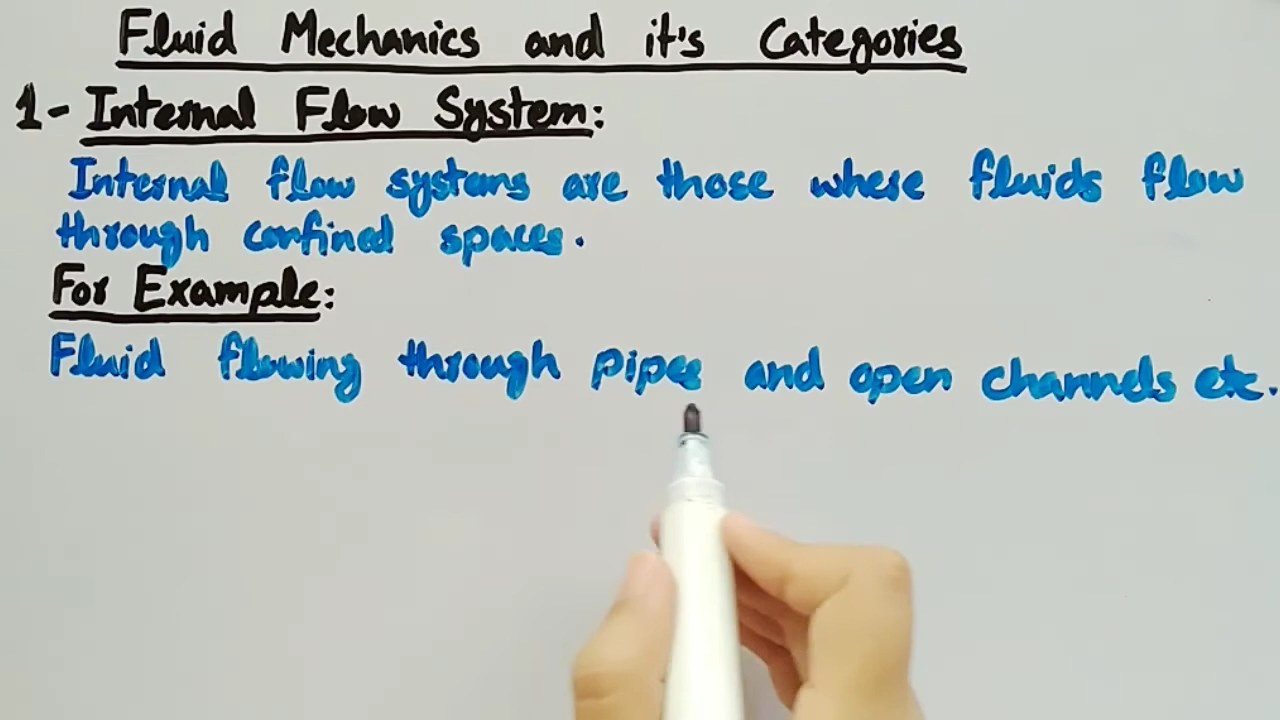 Fluid Mechanics and it's Categories
1- Internal Flow System:
Internal flow systems are those where fluids flow
through confined spaces.
For Example:
Fluid flowing through pipes and open channels etc.